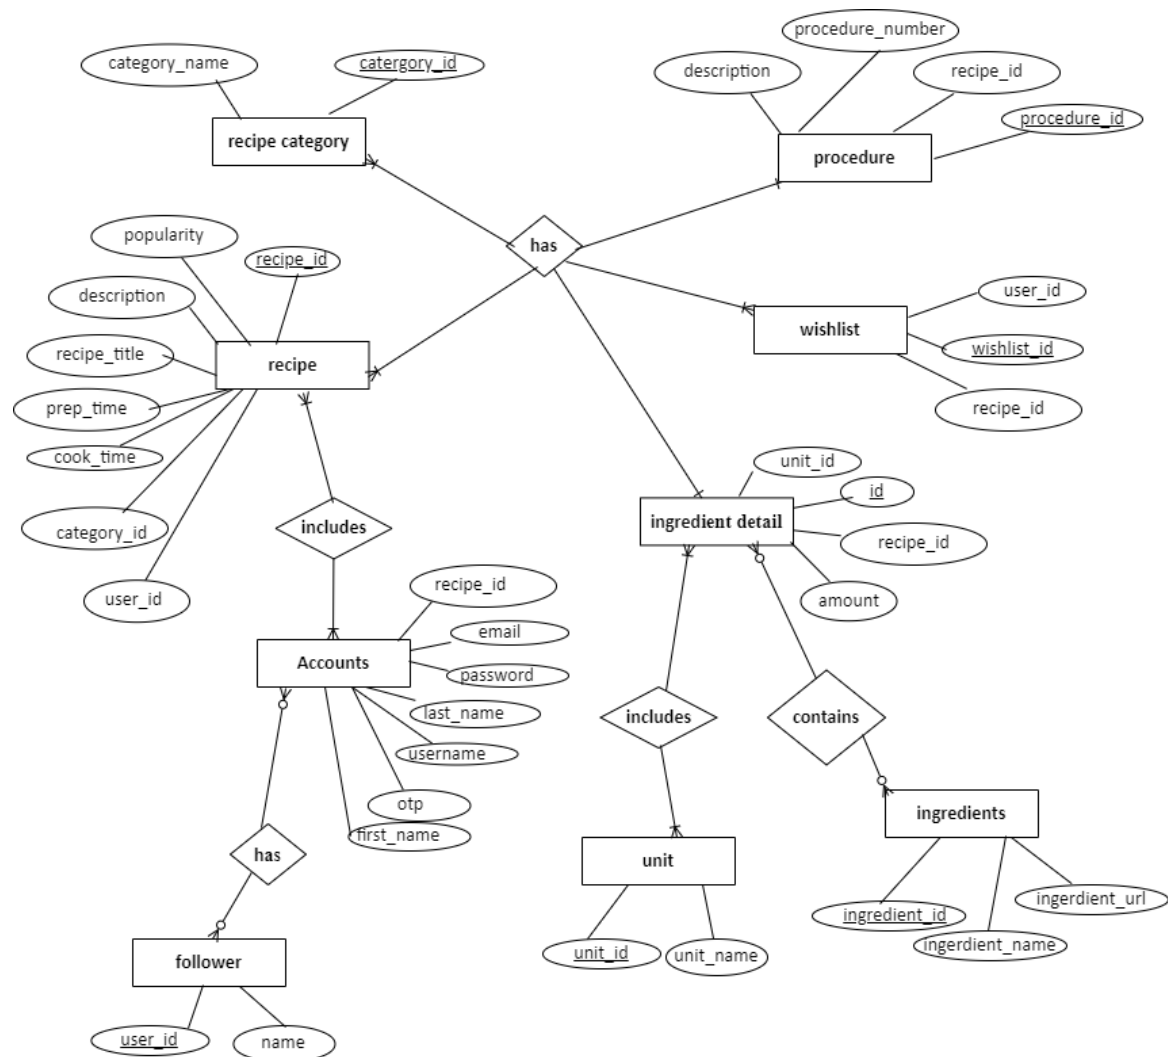 procedure_number
category_name
catergory_id
description
recipe_id
procedure_id
recipe category
procedure
popularity
recipe_id
has
description
user_id
wishlist
wishlist_id
recipe_title
recipe
prep_time
recipe_id
cook_time
unit_id
id
category_id
includes
ingredient detail
recipe_id
user_id
amount
recipe_id
email
Accounts
password
last_name
includes
contains
username
otp
first_name
ingredients
has
unit
ingerdient_url
ingredient_id
ingerdient_name
follower
unit_id
unit_name
user_id
name